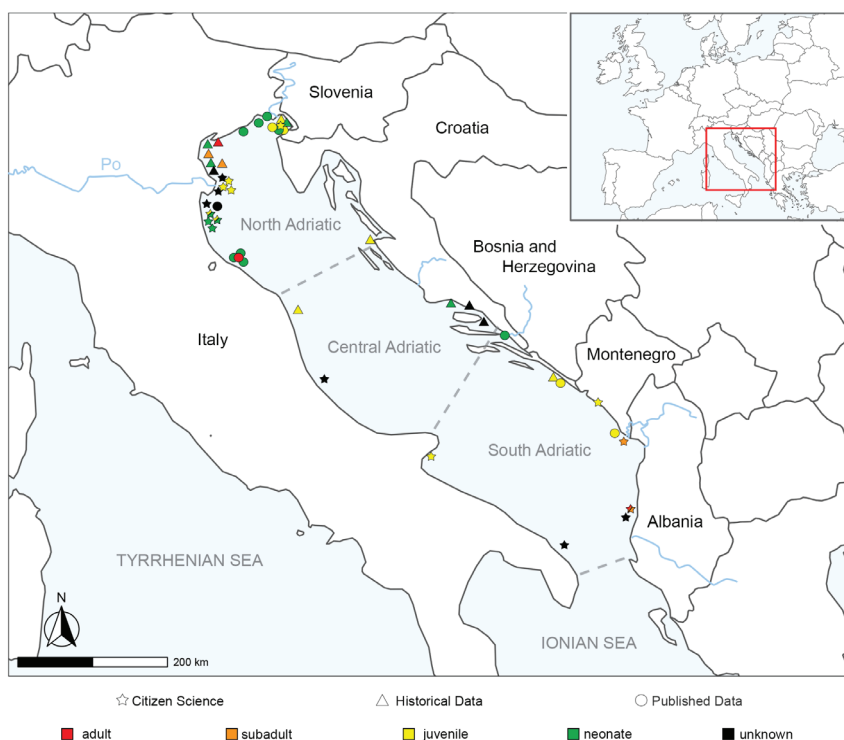 Slovenia
Croatia
Po
North Adriatic
Bosnia and
Herzegovina
Italy
Central Adriatic
Montenegro
South Adriatic
Albania
TYRRHENIAN SEA
N
IONIAN SEA
200 km
Citizen Science
Historical Data
Published Data
adult
subadult
juvenile
neonate
unknown